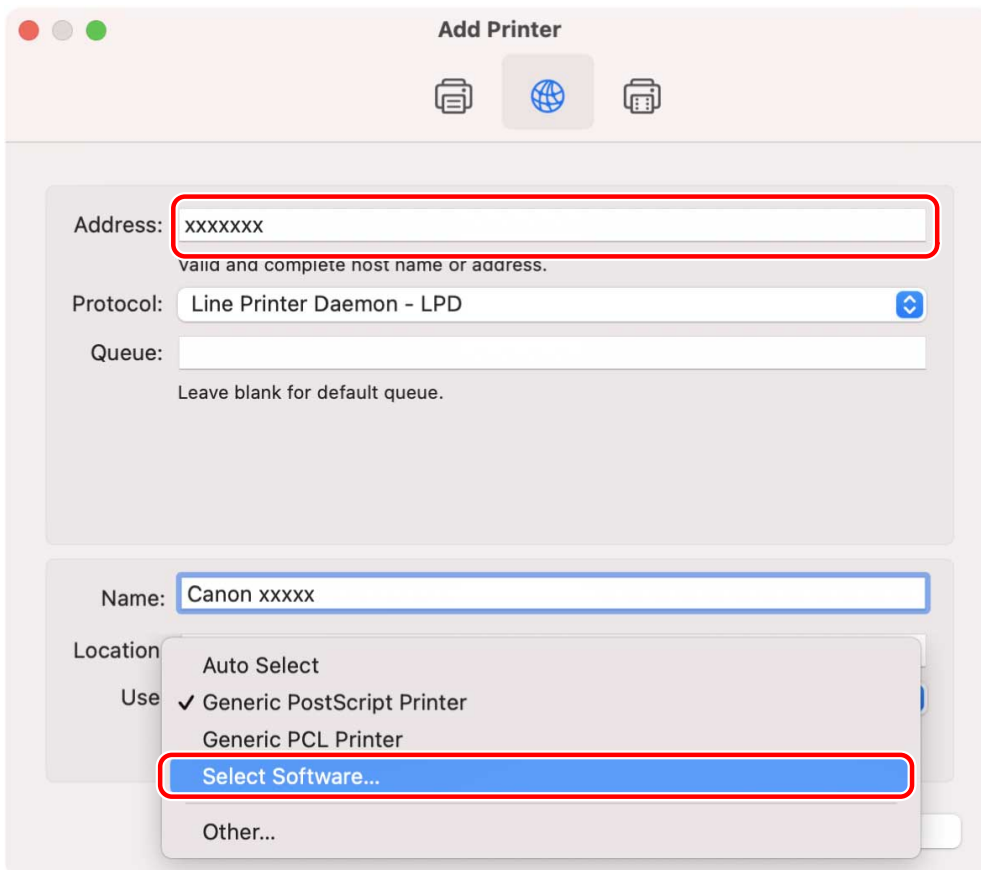 Add Printer
Address: xxxxxxx
Valid and complete host name or address.
Protocol: Line Printer Daemon - LPD
Queue:
Leave blank for default queue.
Name: Canon xxxxx
Location
Auto Select
Use ✓ Generic PostScript Printer
Generic PCL Printer
Select Software...
Other...